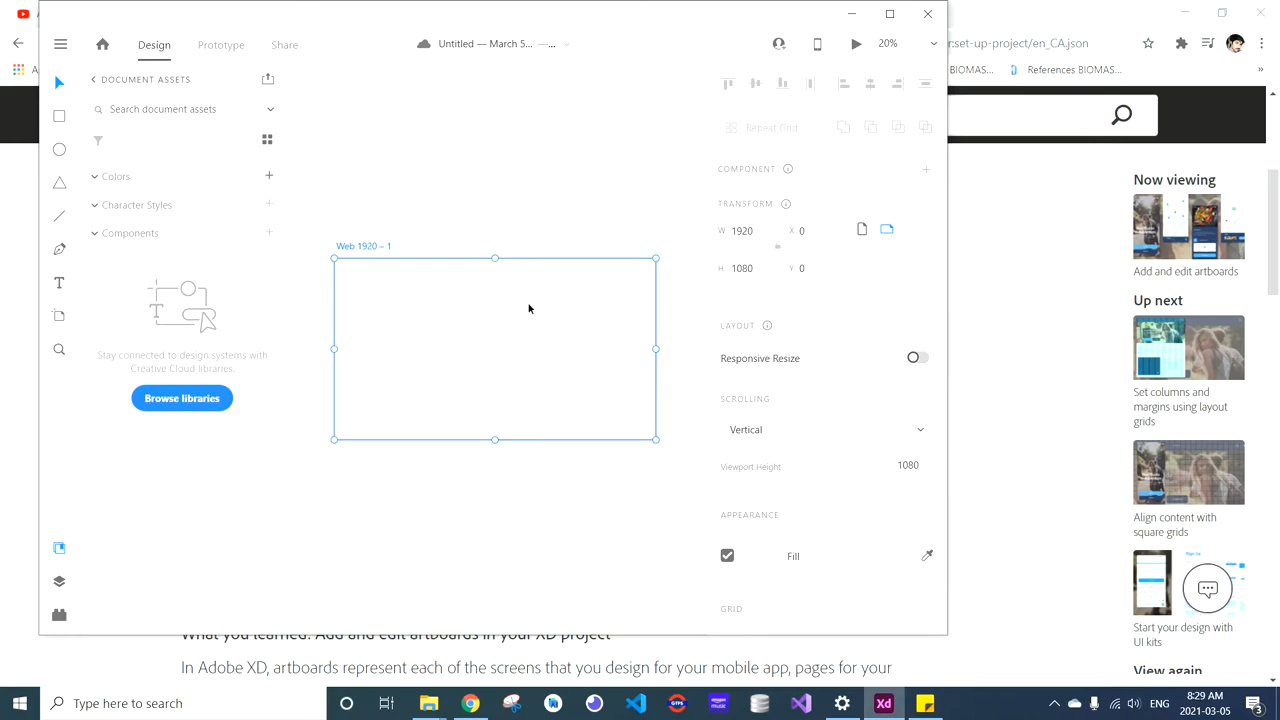 Design
Prototype
Share
Untitled — March 5... —...
20%
r:set-up-project/en_CA.json
BIOMAS...
References BIOMAS...
»
DOCUMENT ASSETS
Search document assets
Colors
Character Styles
Components
Stay connected to design systems with
Creative Cloud libraries.
Browse libraries
Web 1920 – 1
Repeat Grid
COMPONENT
TRANSFORM
W 1920 X 0
H 1080 Y 0
LAYOUT
Responsive Resize
SCROLLING
Vertical
Viewport Height 1080
APPEARANCE
Fill
GRID
Now viewing
Add and edit artboards
Up next
Set columns and
margins using layout
grids
Align content with
square grids
Start your design with
UI kits
View again
What you learned: Add and edit artboards in your XD project
In Adobe XD, artboards represent each of the screens that you design for your mobile app, pages for your
Type here to search
GTPS
amazon
music
Xd
ENG
8:29 AM
2021-03-05
3